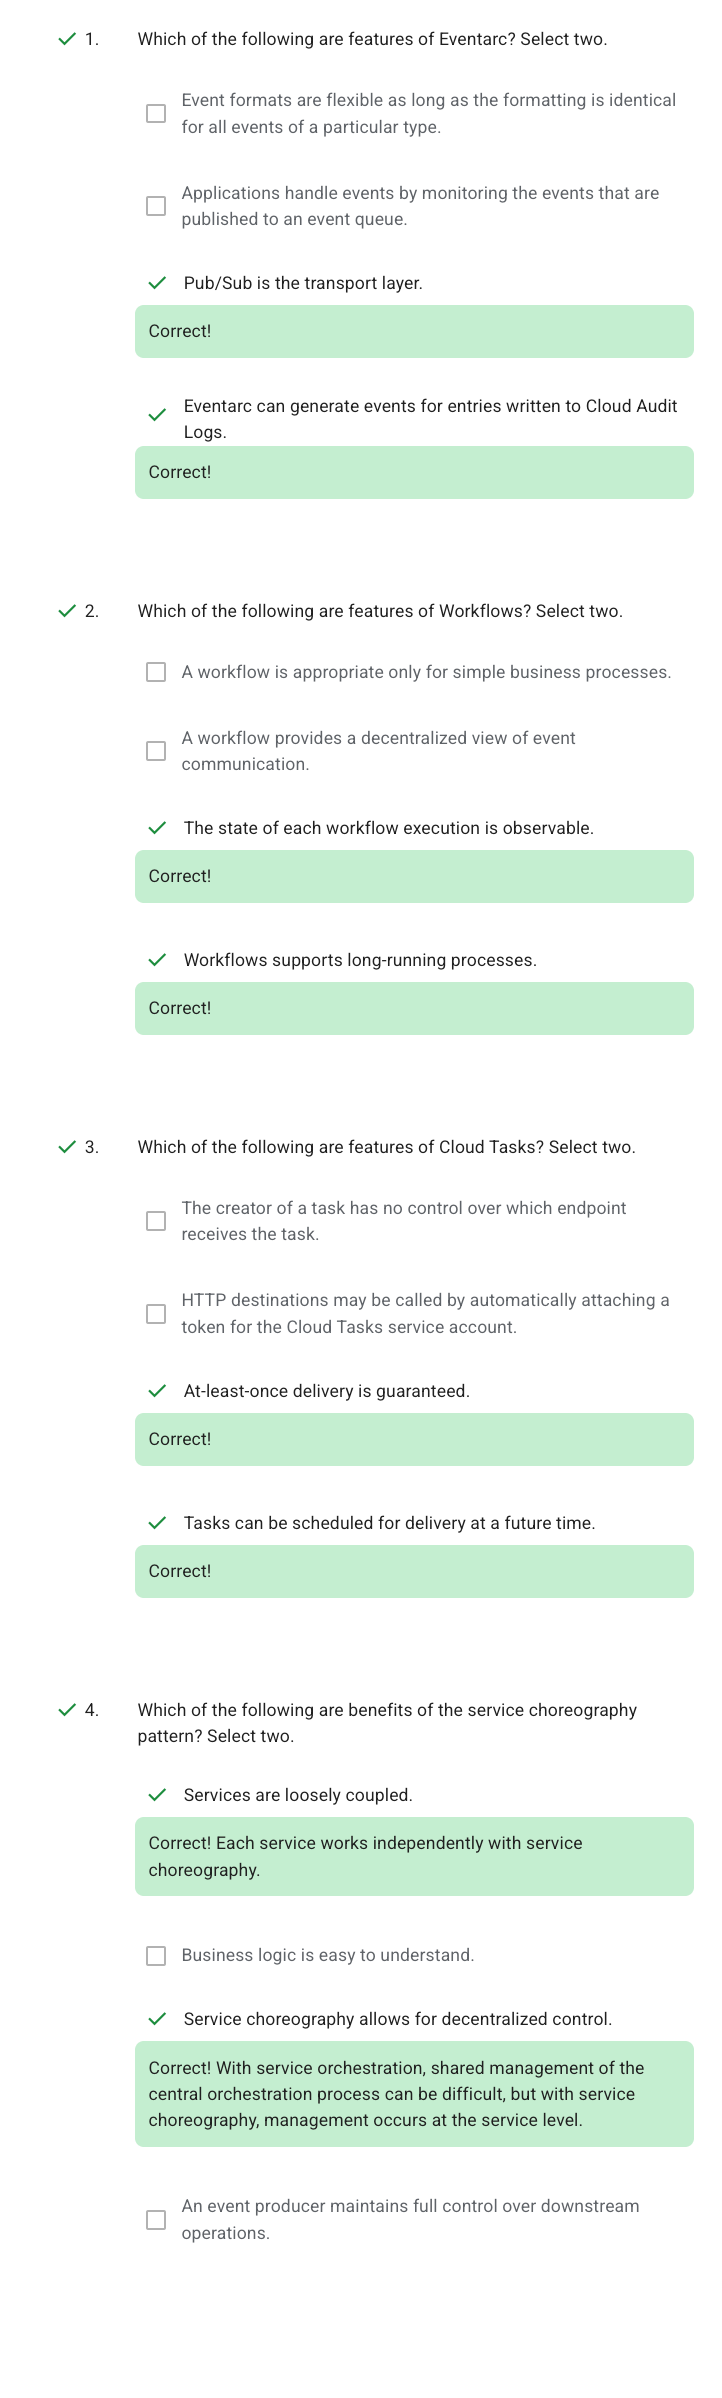 1. Which of the following are features of Eventarc? Select two.
Event formats are flexible as long as the formatting is identical
for all events of a particular type.
Applications handle events by monitoring the events that are
published to an event queue.
Pub/Sub is the transport layer.
Correct!
Eventarc can generate events for entries written to Cloud Audit
Logs.
Correct!
2. Which of the following are features of Workflows? Select two.
A workflow is appropriate only for simple business processes.
A workflow provides a decentralized view of event
communication.
The state of each workflow execution is observable.
Correct!
Workflows supports long-running processes.
Correct!
3. Which of the following are features of Cloud Tasks? Select two.
The creator of a task has no control over which endpoint
receives the task.
HTTP destinations may be called by automatically attaching a
token for the Cloud Tasks service account.
At-least-once delivery is guaranteed.
Correct!
Tasks can be scheduled for delivery at a future time.
Correct!
4. Which of the following are benefits of the service choreography
pattern? Select two.
Services are loosely coupled.
Correct! Each service works independently with service
choreography.
Business logic is easy to understand.
Service choreography allows for decentralized control.
Correct! With service orchestration, shared management of the
central orchestration process can be difficult, but with service
choreography, management occurs at the service level.
An event producer maintains full control over downstream
operations.